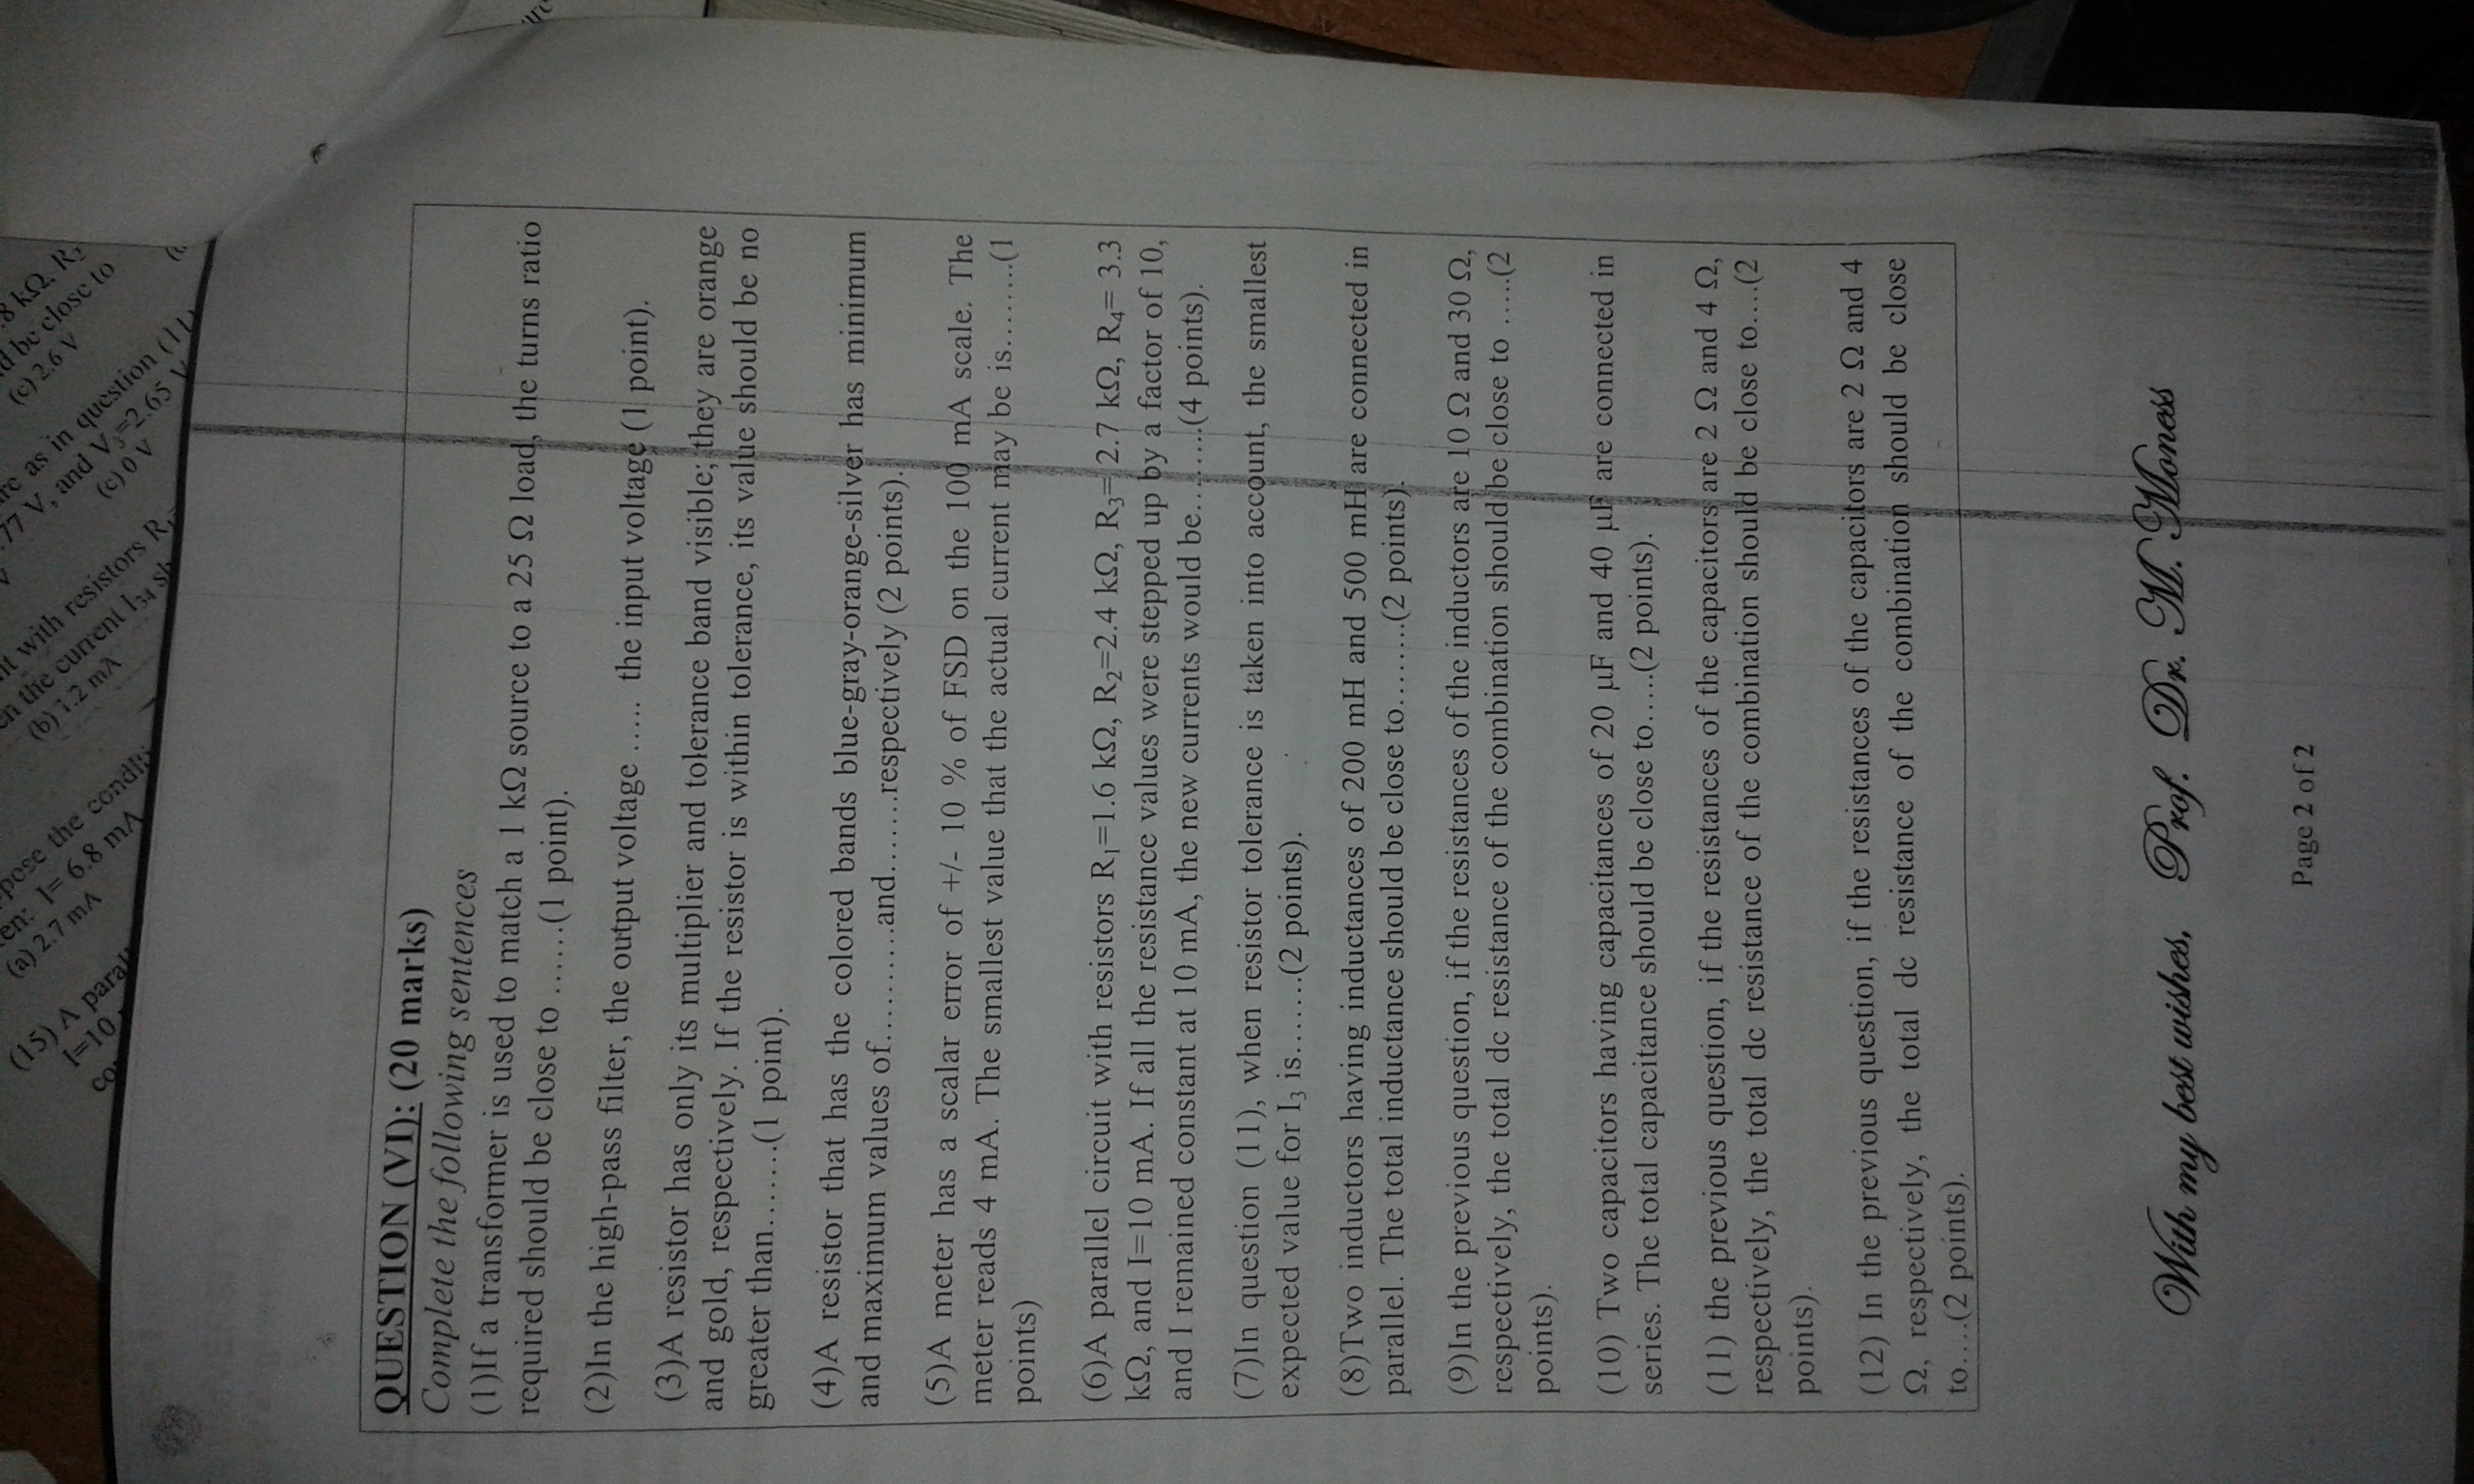 (15) A paral
I=10
en: I= 6.8 mA
(a) 2.7 mA
pose the condi
n the current I34 sh
(b) 1.2 mA
with resistors R
77 V, and V3=2.65 V
(c) 0 V
as in question (11
d be close to
(c) 2.6 V
8 kΩ, R2
QUESTION (VI): (20 marks)
Complete the following sentences
(1)If a transformer is used to match a 1 kΩ source to a 25 Ω load, the turns ratio
required should be close to ......(1 point).
(2)In the high-pass filter, the output voltage ..... the input voltage (1 point).
(3)A resistor has only its multiplier and tolerance band visible; they are orange
and gold, respectively. If the resistor is within tolerance, its value should be no
greater than.......(1 point).
(4)A resistor that has the colored bands blue-gray-orange-silver has minimum
and maximum values of..........and.......respectively (2 points).
(5)A meter has a scalar error of +/- 10 % of FSD on the 100 mA scale. The
meter reads 4 mA. The smallest value that the actual current may be is........(1
points)
(6)A parallel circuit with resistors R1=1.6 kΩ, R2=2.4 kΩ, R3= 2.7 kΩ, R4= 3.3
kΩ, and I=10 mA. If all the resistance values were stepped up by a factor of 10,
and I remained constant at 10 mA, the new currents would be........(4 points).
(7)In question (11), when resistor tolerance is taken into account, the smallest
expected value for I3 is.......(2 points).
(8)Two inductors having inductances of 200 mH and 500 mH are connected in
parallel. The total inductance should be close to........(2 points).
(9)In the previous question, if the resistances of the inductors are 10 Ω and 30 Ω,
respectively, the total dc resistance of the combination should be close to .....(2
points).
(10) Two capacitors having capacitances of 20 µF and 40 µF are connected in
series. The total capacitance should be close to.....(2 points).
(11) the previous question, if the resistances of the capacitors are 2 Ω and 4 Ω,
respectively, the total dc resistance of the combination should be close to....(2
points).
(12) In the previous question, if the resistances of the capacitors are 2 Ω and 4
Ω, respectively, the total dc resistance of the combination should be close
to....(2 points).
With my best wishes, Prof. Dr. M. Moness
Page 2 of 2